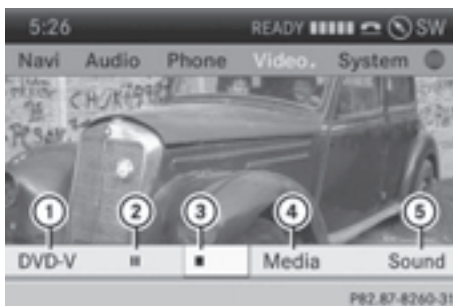 5:26 READY SW
Navi Audio Phone Video. System
1 2 3 4 5
DVD-V Media Sound
P82.87-8260-31